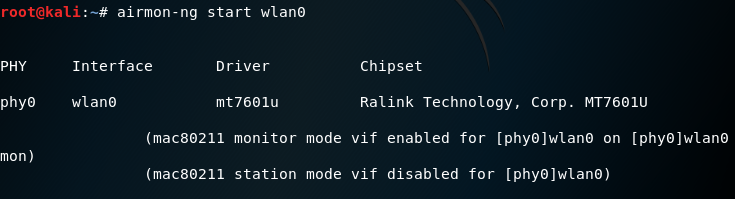 root@kali:~# airmon-ng start wlan0
PHY     Interface       Driver          Chipset
phy0    wlan0           mt7601u         Ralink Technology, Corp. MT7601U
                (mac80211 monitor mode vif enabled for [phy0]wlan0 on [phy0]wlan0
mon)
                (mac80211 station mode vif disabled for [phy0]wlan0)